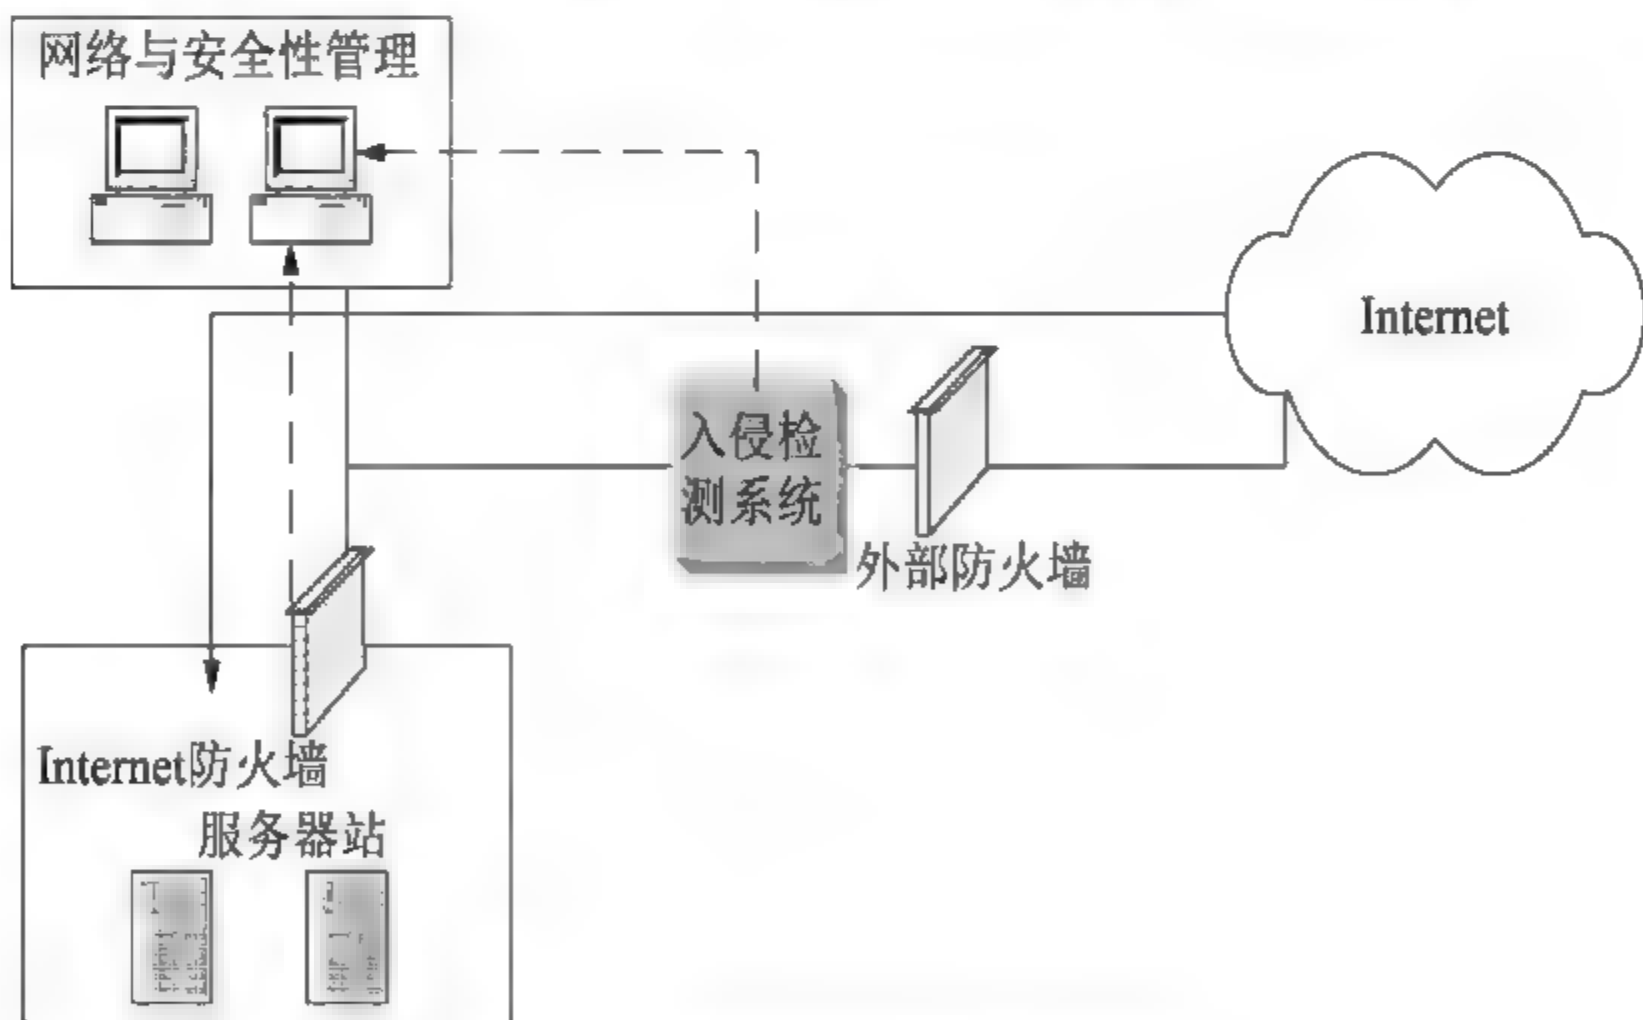 网络与安全性管理
Internet
入侵检
测系统
外部防火墙
Internet防火墙
服务器站